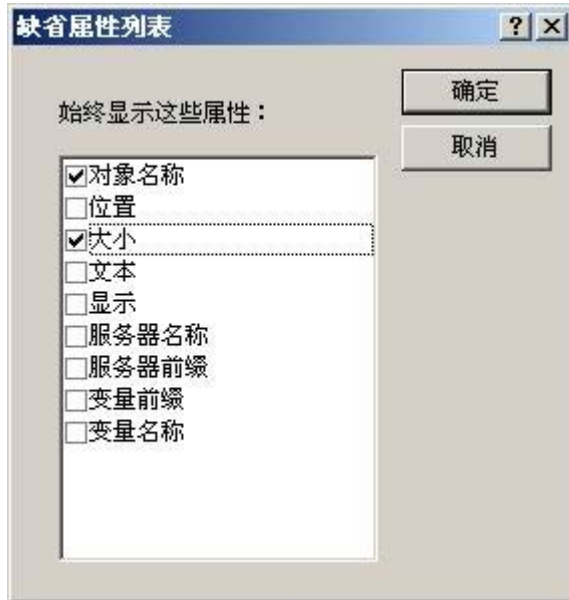 缺省属性列表
始终显示这些属性：
确定
取消
对象名称
位置
大小
文本
显示
服务器名称
服务器前缀
变量前缀
变量名称